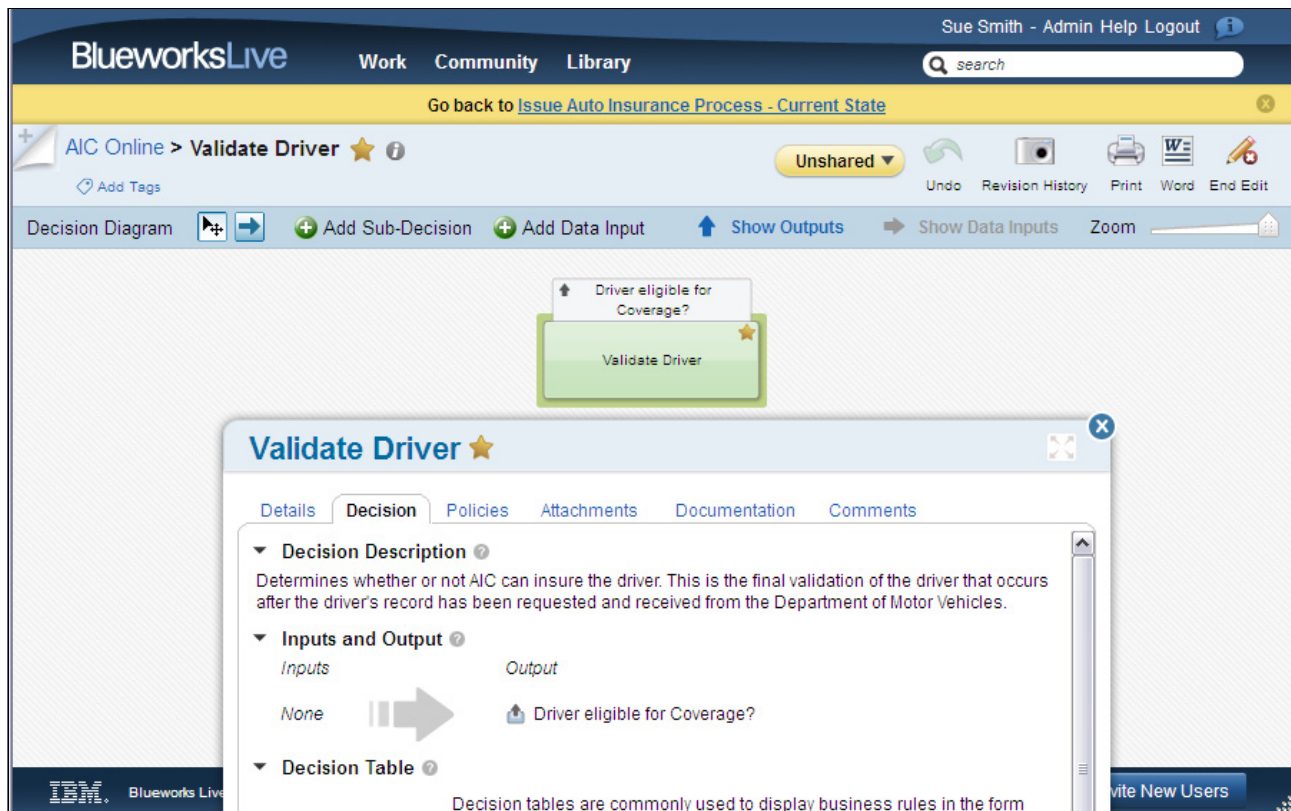 Sue Smith - Admin Help Logout
BlueworksLive Work Community Library search
Go back to Issue Auto Insurance Process - Current State
AIC Online > Validate Driver
Unshared
Add Tags
Undo Revision History Print Word End Edit
Decision Diagram Add Sub-Decision Add Data Input Show Outputs Show Data Inputs Zoom
Driver eligible for
Coverage?
Validate Driver
Validate Driver
Details Decision Policies Attachments Documentation Comments
Decision Description
Determines whether or not AIC can insure the driver. This is the final validation of the driver that occurs
after the driver's record has been requested and received from the Department of Motor Vehicles.
Inputs and Output
Inputs Output
None Driver eligible for Coverage?
Decision Table
IBM. Blueworks Live vite New Users
Decision tables are commonly used to display business rules in the form